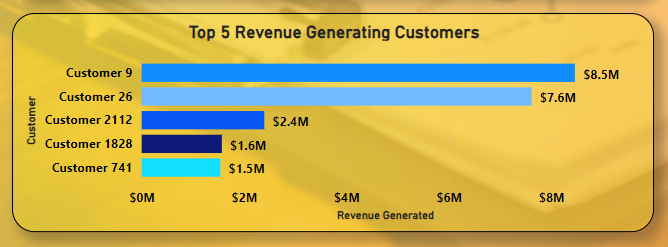 Top 5 Revenue Generating Customers
Customer
Customer 9 $8.5M
Customer 26 $7.6M
Customer 2112 $2.4M
Customer 1828 $1.6M
Customer 741 $1.5M
$0M $2M $4M $6M $8M
Revenue Generated